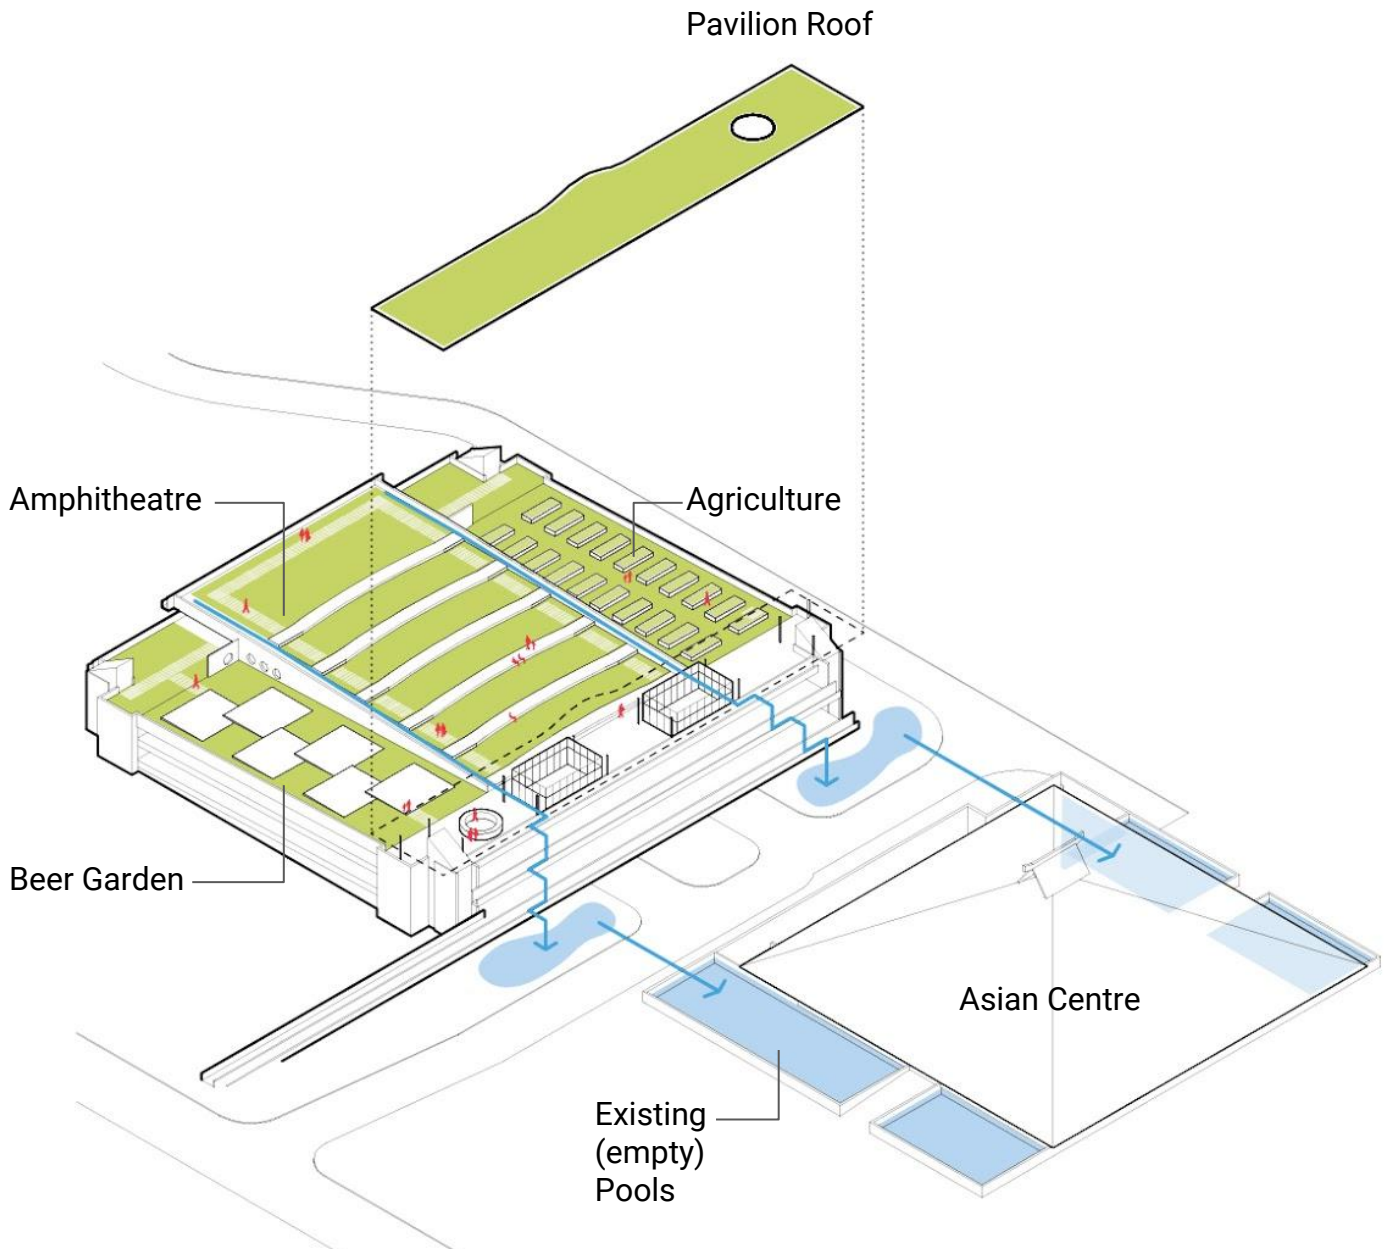 Pavilion Roof
Amphitheatre
Agriculture
Beer Garden
Asian Centre
Existing
(empty)
Pools